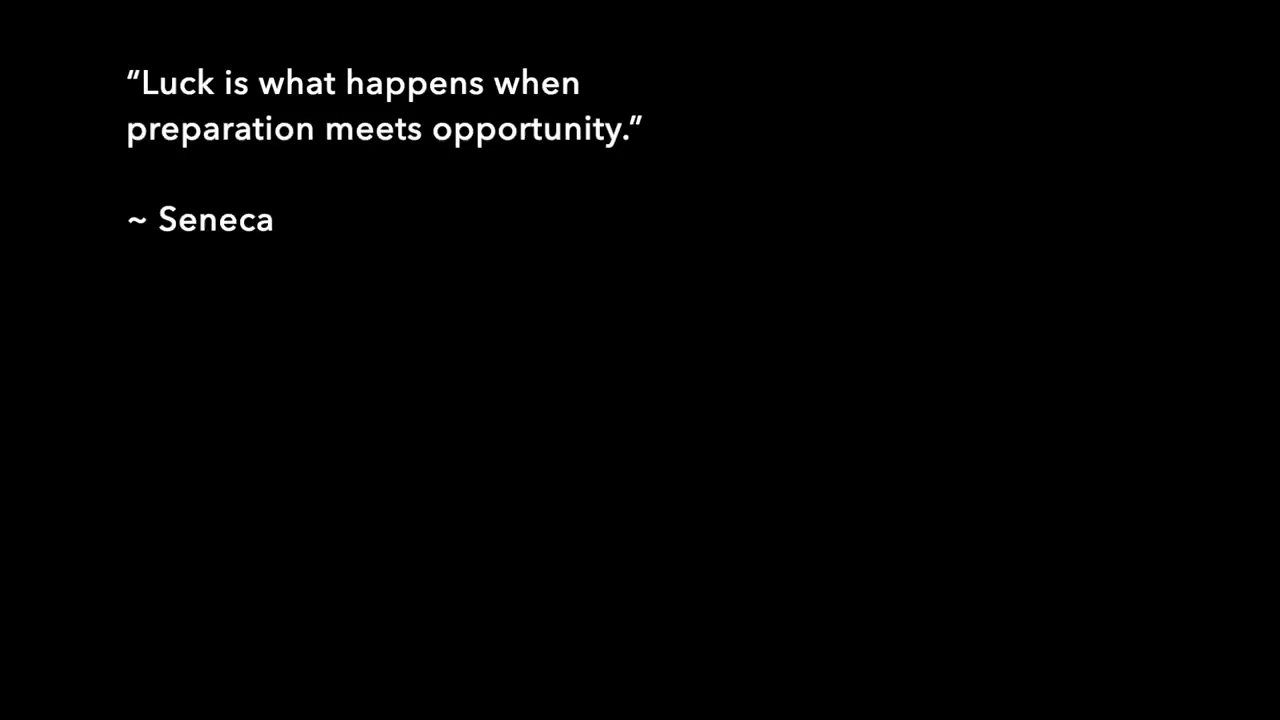 “Luck is what happens when
preparation meets opportunity.”
~ Seneca